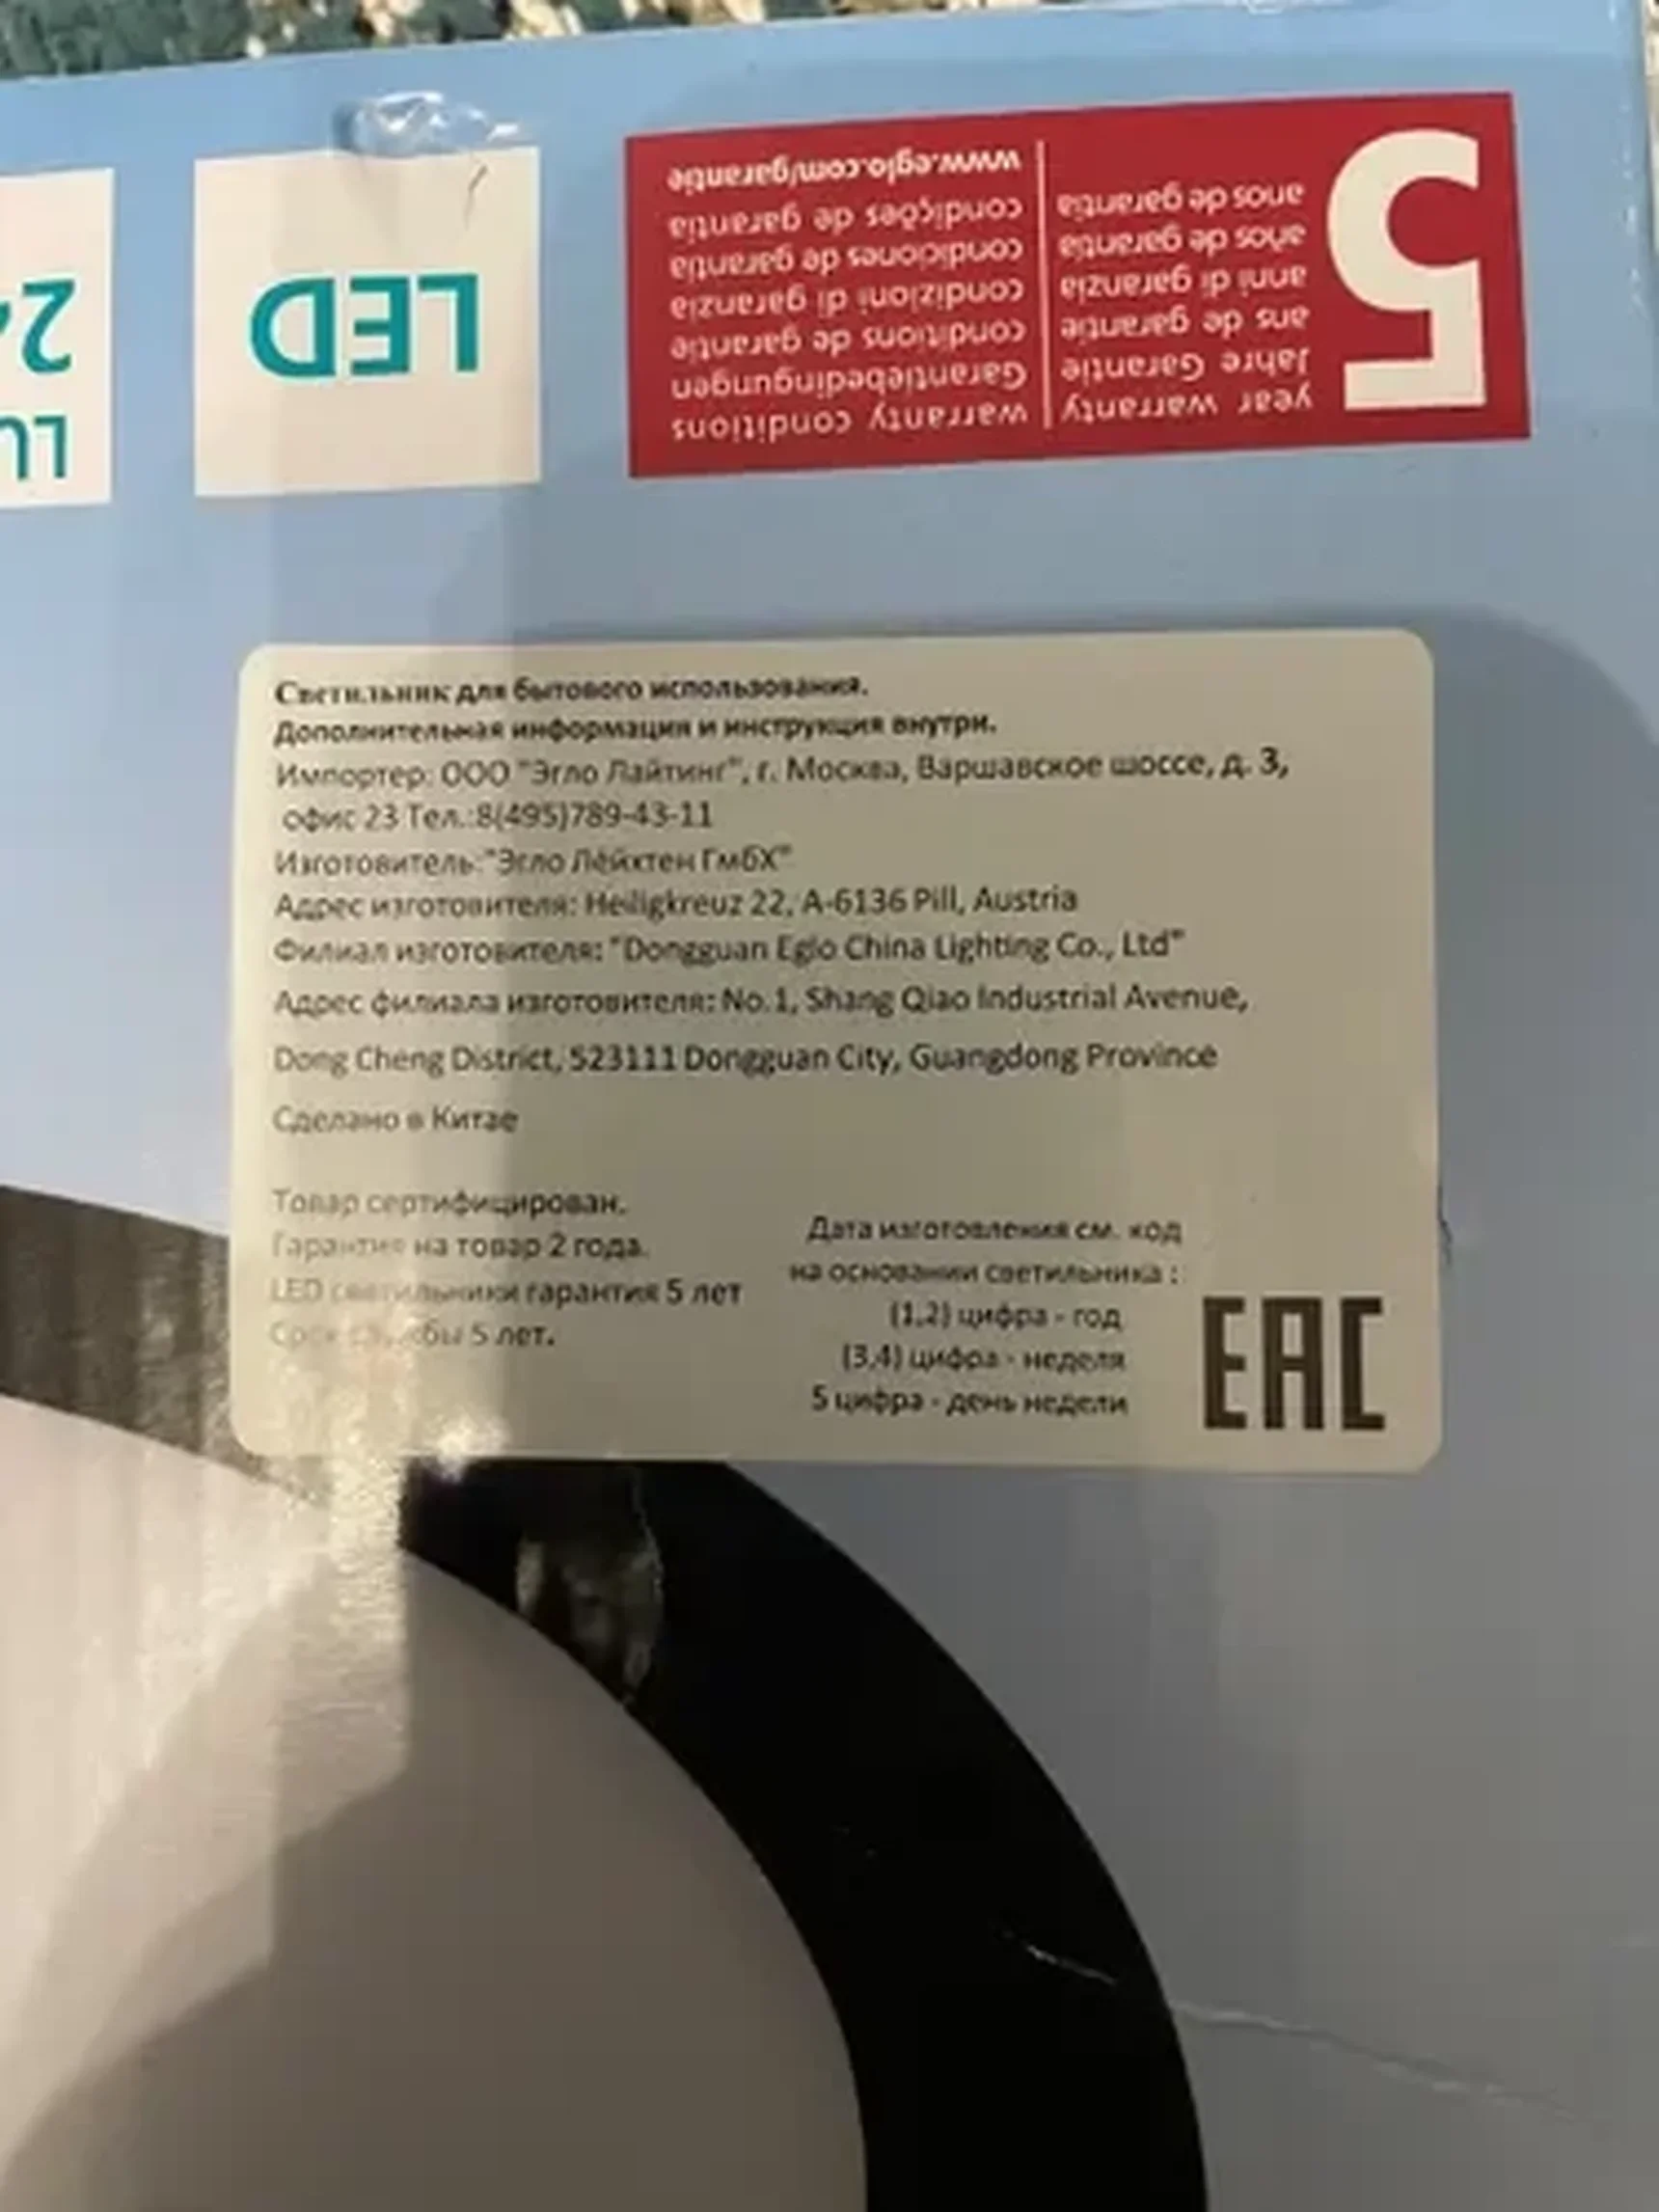 5
year warranty
Jahre Garantie
ans de garantie
anni di garanzia
años de garantía
anos de garantia
warranty conditions
Garantiebedingungen
conditions de garantie
condizioni di garanzia
condiciones de garantía
condições de garantia
www.eglo.com/garantie
LED
Светильник для бытового использования.
Дополнительная информация и инструкция внутри.
Импортер: ООО "Эгло Лайтинг", г. Москва, Варшавское шоссе, д. 3,
офис 23 Тел.:8(495)789-43-11
Изготовитель:"Эгло Лёйхтен ГмбХ"
Адрес изготовителя: Heiligkreuz 22, A-6136 Pill, Austria
Филиал изготовителя: "Dongguan Eglo China Lighting Co., Ltd"
Адрес филиала изготовителя: No.1, Shang Qiao Industrial Avenue,
Dong Cheng District, 523111 Dongguan City, Guangdong Province
Сделано в Китае
Товар сертифицирован.
Гарантия на товар 2 года.
LED светильники гарантия 5 лет
Срок службы 5 лет.
Дата изготовления см. код
на основании светильника :
(1,2) цифра - год
(3,4) цифра - неделя
5 цифра - день недели
EAC